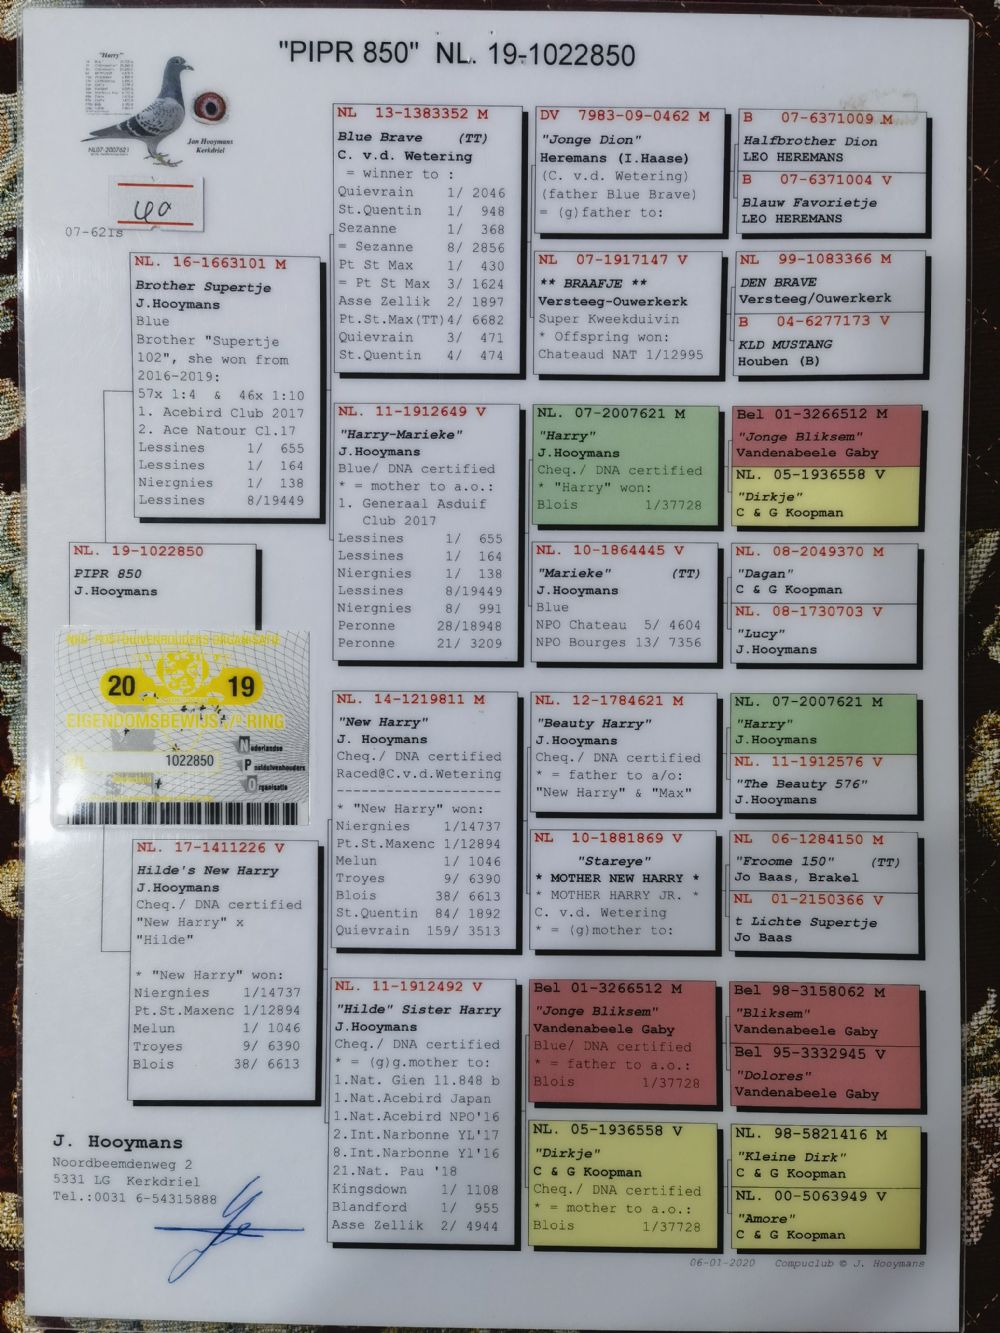 "PIPR 850" NL. 19-1022850
"Harry"
NL07-2007621
Jan Hooymans
Kerkdriel
07-621s
NL. 19-1022850
PIPR 850
J.Hooymans
NED. POSTDUIVENHOUDERS ORGANISATIE
20 19
EIGENDOMSBEWIJS v/d RING
1022850
Nederlandse
Postduivenhouders
Organisatie
NL. 16-1663101 M
Brother Supertje
J.Hooymans
Blue
Brother "Supertje
102", she won from
2016-2019:
57x 1:4 & 46x 1:10
1. Acebird Club 2017
2. Ace Natour Cl.17
Lessines 1/ 655
Lessines 1/ 164
Niergnies 1/ 138
Lessines 8/19449
NL. 17-1411226 V
Hilde's New Harry
J.Hooymans
Cheq./ DNA certified
"New Harry" x
"Hilde"
* "New Harry" won:
Niergnies 1/14737
Pt.St.Maxenc 1/12894
Melun 1/ 1046
Troyes 9/ 6390
Blois 38/ 6613
NL 13-1383352 M
Blue Brave (TT)
C. v.d. Wetering
= winner to :
Quievrain 1/ 2046
St.Quentin 1/ 948
Sezanne 1/ 368
= Sezanne 8/ 2856
Pt St Max 1/ 430
= Pt St Max 3/ 1624
Asse Zellik 2/ 1897
Pt.St.Max(TT)4/ 6682
Quievrain 3/ 471
St.Quentin 4/ 474
NL. 11-1912649 V
"Harry-Marieke"
J.Hooymans
Blue/ DNA certified
* = mother to a.o.:
1. Generaal Asduif
Club 2017
Lessines 1/ 655
Lessines 1/ 164
Niergnies 1/ 138
Lessines 8/19449
Niergnies 8/ 991
Peronne 28/18948
Peronne 21/ 3209
NL. 14-1219811 M
"New Harry"
J. Hooymans
Cheq./ DNA certified
Raced@C.v.d.Wetering
-------------------
* "New Harry" won:
Niergnies 1/14737
Pt.St.Maxenc 1/12894
Melun 1/ 1046
Troyes 9/ 6390
Blois 38/ 6613
St.Quentin 84/ 1892
Quievrain 159/ 3513
NL. 11-1912492 V
"Hilde" Sister Harry
J.Hooymans
Cheq./ DNA certified
* = (g)g.mother to:
1.Nat. Gien 11.848 b
1.Nat.Acebird Japan
1.Nat.Acebird NPO'16
2.Int.Narbonne YL'17
8.Int.Narbonne Yl'16
21.Nat. Pau '18
Kingsdown 1/ 1108
Blandford 1/ 955
Asse Zellik 2/ 4944
DV 7983-09-0462 M
"Jonge Dion"
Heremans (I.Haase)
(C. v.d. Wetering)
(father Blue Brave)
= (g)father to:
NL 07-1917147 V
** BRAAFJE **
Versteeg-Ouwerkerk
Super Kweekduivin
* Offspring won:
Chateaud NAT 1/12995
NL. 07-2007621 M
"Harry"
J.Hooymans
Cheq./ DNA certified
* "Harry" won:
Blois 1/37728
NL. 10-1864445 V
"Marieke" (TT)
J.Hooymans
Blue
NPO Chateau 5/ 4604
NPO Bourges 13/ 7356
NL. 12-1784621 M
"Beauty Harry"
J.Hooymans
Cheq./ DNA certified
* = father to a/o:
"New Harry" & "Max"
NL 10-1881869 V
"Stareye"
* MOTHER NEW HARRY *
* MOTHER HARRY JR. *
C. v.d. Wetering
* = (g)mother to:
Bel 01-3266512 M
"Jonge Bliksem"
Vandenabeele Gaby
Blue/ DNA certified
* = father to a.o.:
Blois 1/37728
NL. 05-1936558 V
"Dirkje"
C & G Koopman
Cheq./ DNA certified
* = mother to a.o.:
Blois 1/37728
B 07-6371009 M
Halfbrother Dion
LEO HEREMANS
B 07-6371004 V
Blauw Favorietje
LEO HEREMANS
NL 99-1083366 M
DEN BRAVE
Versteeg/Ouwerkerk
B 04-6277173 V
KLD MUSTANG
Houben (B)
Bel 01-3266512 M
"Jonge Bliksem"
Vandenabeele Gaby
NL. 05-1936558 V
"Dirkje"
C & G Koopman
NL. 08-2049370 M
"Dagan"
C & G Koopman
NL. 08-1730703 V
"Lucy"
J.Hooymans
NL. 07-2007621 M
"Harry"
J.Hooymans
NL. 11-1912576 V
"The Beauty 576"
J.Hooymans
NL 06-1284150 M
"Froome 150" (TT)
Jo Baas, Brakel
NL 01-2150366 V
t Lichte Supertje
Jo Baas
Bel 98-3158062 M
"Bliksem"
Vandenabeele Gaby
Bel 95-3332945 V
"Dolores"
Vandenabeele Gaby
NL. 98-5821416 M
"Kleine Dirk"
C & G Koopman
NL. 00-5063949 V
"Amore"
C & G Koopman
J. Hooymans
Noordbeemdenweg 2
5331 LG Kerkdriel
Tel.:0031 6-54315888
06-01-2020 Compuclub © J. Hooymans